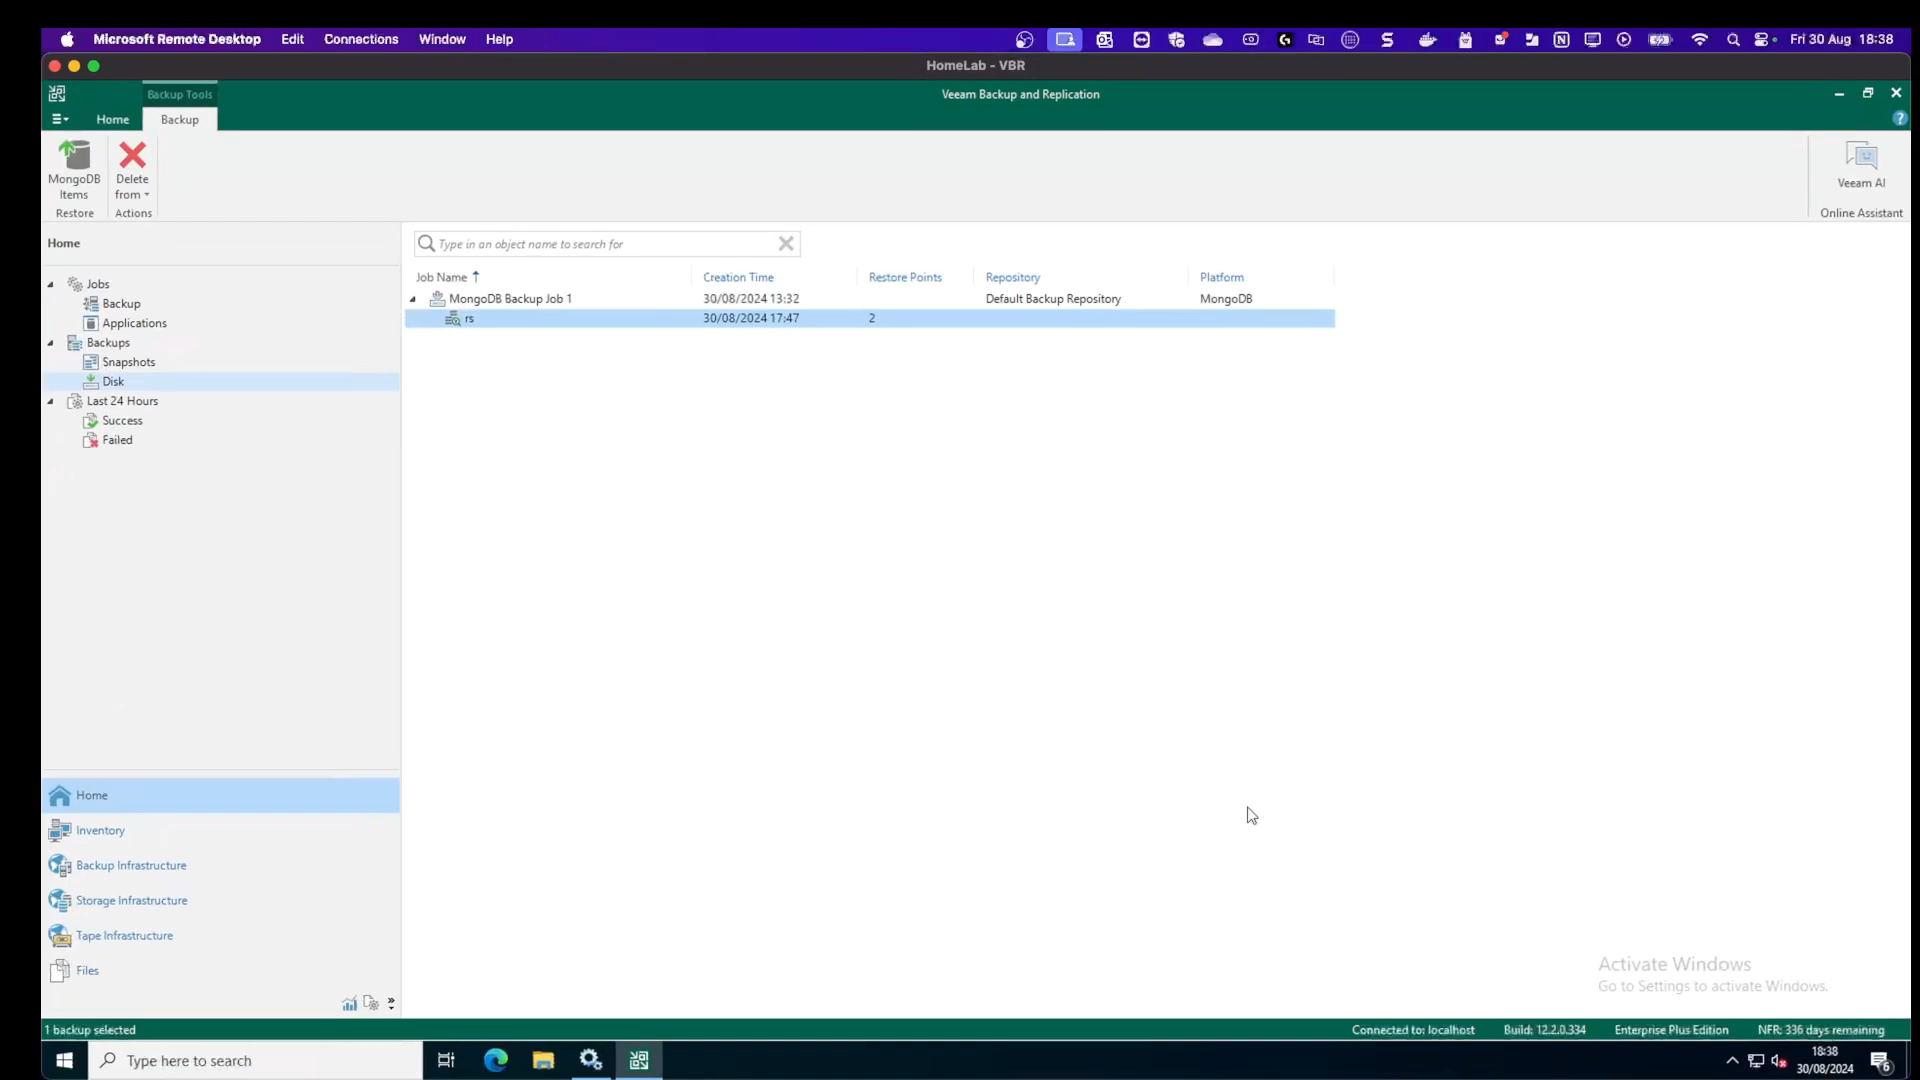 Microsoft Remote Desktop Edit Connections Window Help
Fri 30 Aug 18:38
HomeLab - VBR
Backup Tools
Veeam Backup and Replication
Home Backup
MongoDB
Items
Restore
Delete
from
Actions
Veeam AI
Online Assistant
Home
Jobs
Backup
Applications
Backups
Snapshots
Disk
Last 24 Hours
Success
Failed
Type in an object name to search for
Job Name Creation Time Restore Points Repository Platform
MongoDB Backup Job 1 30/08/2024 13:32 Default Backup Repository MongoDB
rs 30/08/2024 17:47 2
Home
Inventory
Backup Infrastructure
Storage Infrastructure
Tape Infrastructure
Files
Activate Windows
Go to Settings to activate Windows.
1 backup selected
Connected to: localhost Build: 12.2.0.334 Enterprise Plus Edition NFR: 336 days remaining
Type here to search
18:38
30/08/2024
6